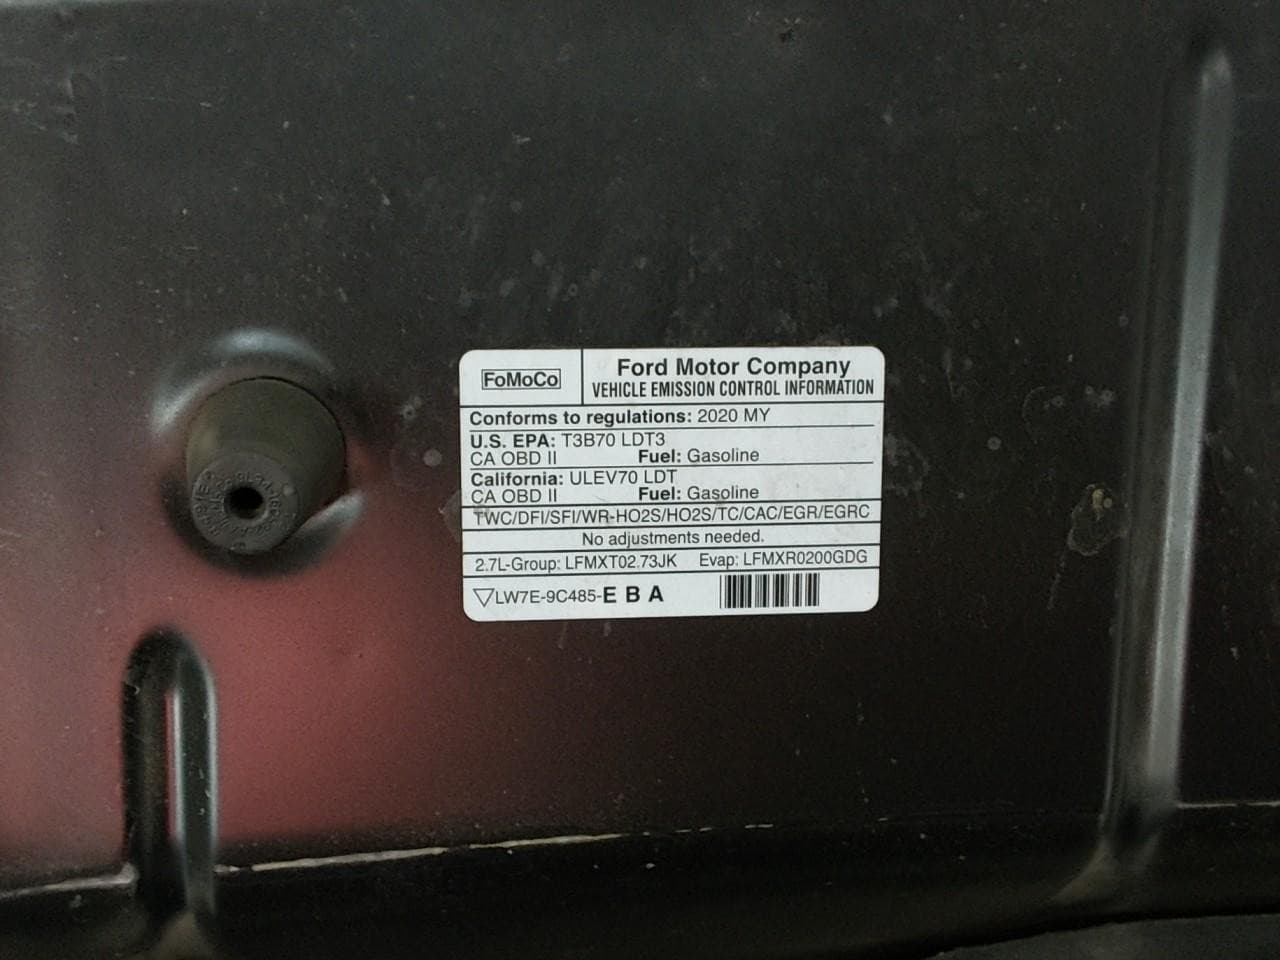 FoMoCo
Ford Motor Company
VEHICLE EMISSION CONTROL INFORMATION
Conforms to regulations: 2020 MY
U.S. EPA: T3B70 LDT3
CA OBD II Fuel: Gasoline
California: ULEV70 LDT
CA OBD II Fuel: Gasoline
TWC/DFI/SFI/WR-HO2S/HO2S/TC/CAC/EGR/EGRC
No adjustments needed.
2.7L-Group: LFMXT02.73JK Evap: LFMXR0200GDG
LW7E-9C485-E B A